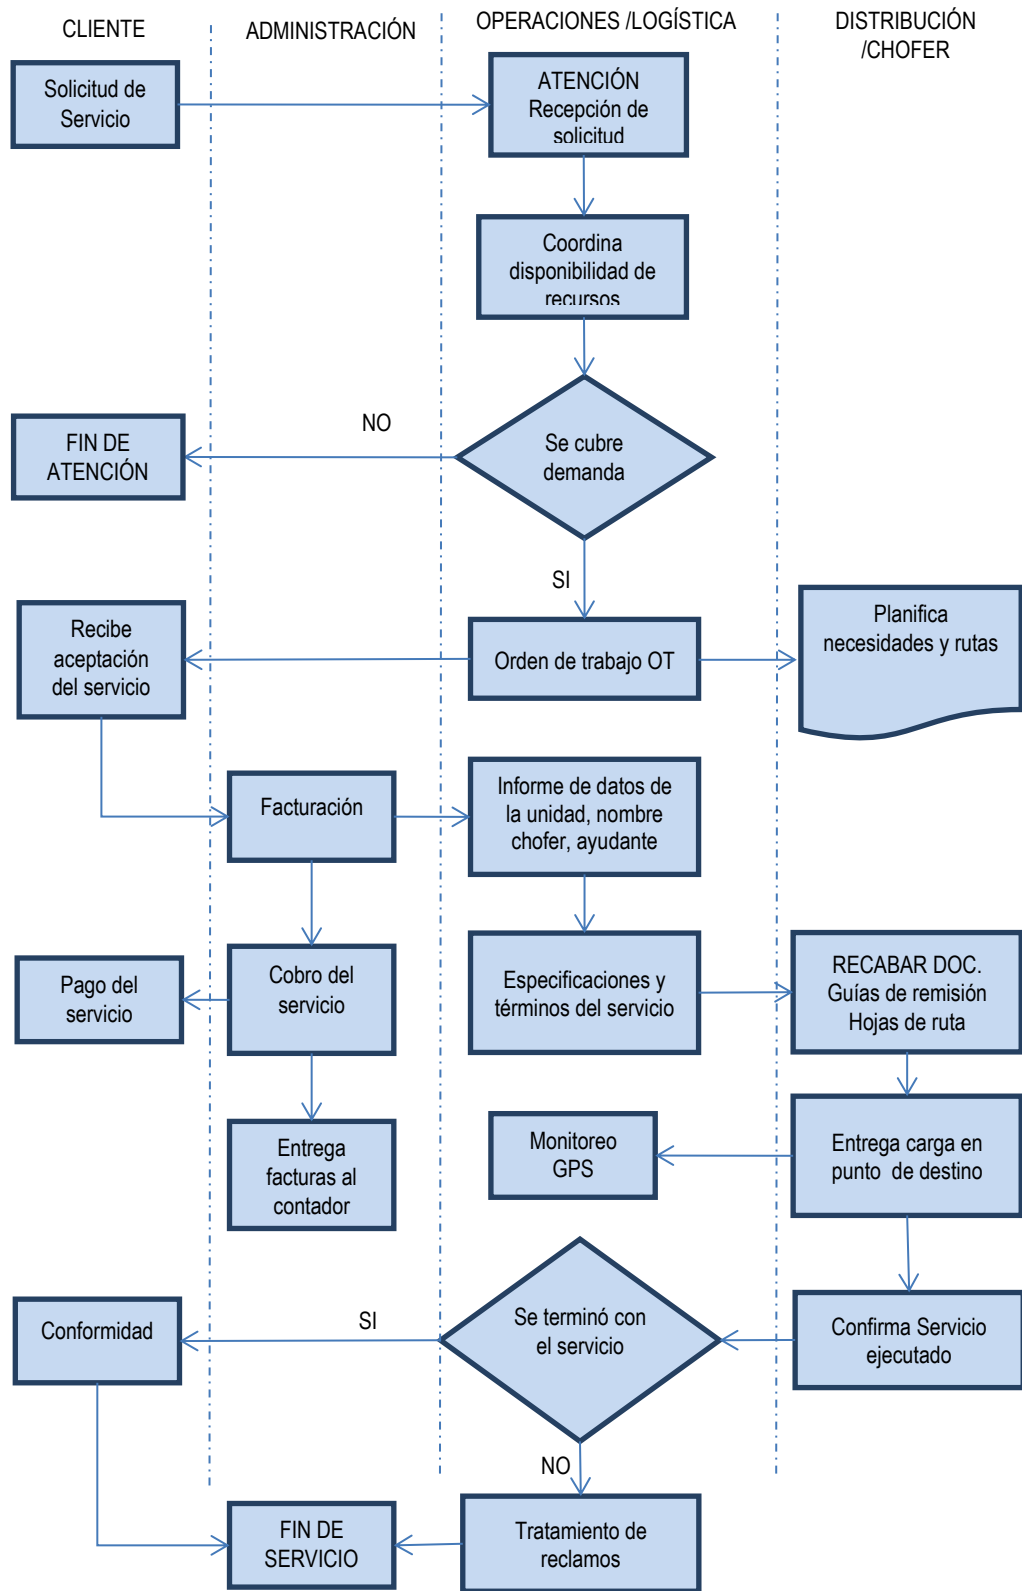 CLIENTE
ADMINISTRACIÓN
OPERACIONES /LOGÍSTICA
DISTRIBUCIÓN
/CHOFER
Solicitud de
Servicio
ATENCIÓN
Recepción de
solicitud
Coordina
disponibilidad de
recursos
NO
Se cubre
demanda
FIN DE
ATENCIÓN
SI
Recibe
aceptación
del servicio
Orden de trabajo OT
Planifica
necesidades y rutas
Facturación
Informe de datos de
la unidad, nombre
chofer, ayudante
Pago del
servicio
Cobro del
servicio
Especificaciones y
términos del servicio
RECABAR DOC.
Guías de remisión
Hojas de ruta
Entrega
facturas al
contador
Monitoreo
GPS
Entrega carga en
punto de destino
Conformidad
SI
Se terminó con
el servicio
Confirma Servicio
ejecutado
NO
FIN DE
SERVICIO
Tratamiento de
reclamos